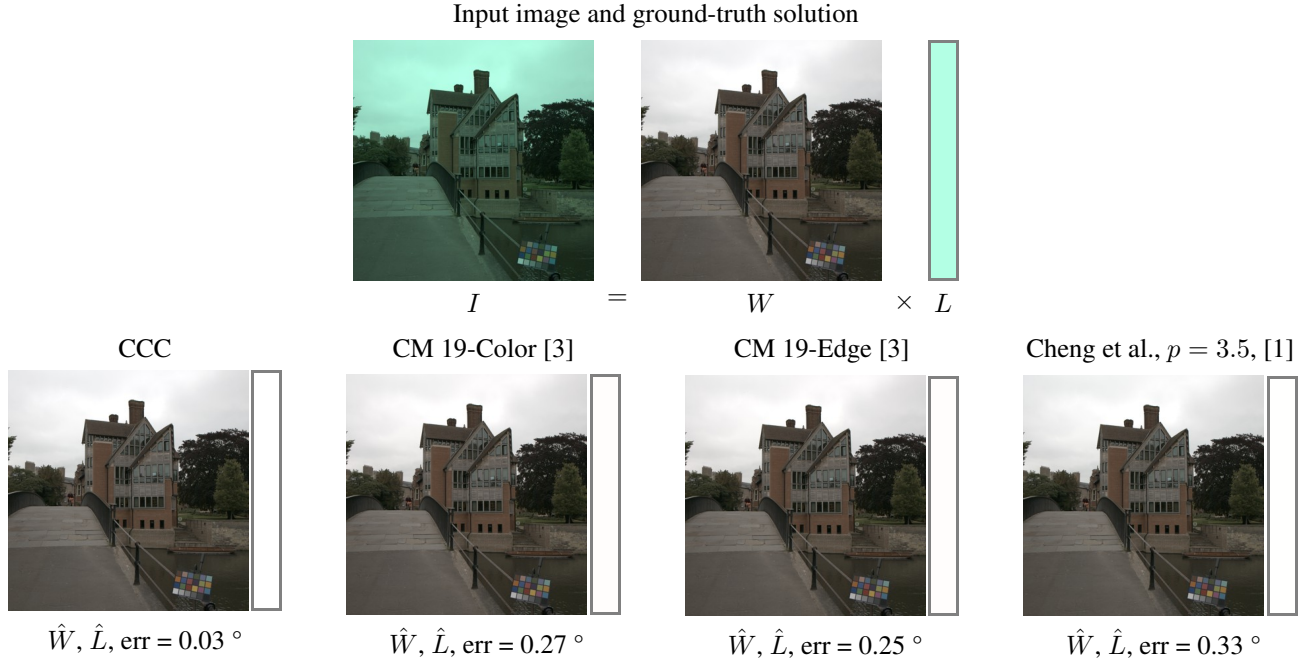 Input image and ground-truth solution
I = W × L
CCC CM 19-Color [3] CM 19-Edge [3] Cheng et al., p = 3.5, [1]
Ŵ, L̂, err = 0.03 ° Ŵ, L̂, err = 0.27 ° Ŵ, L̂, err = 0.25 ° Ŵ, L̂, err = 0.33 °